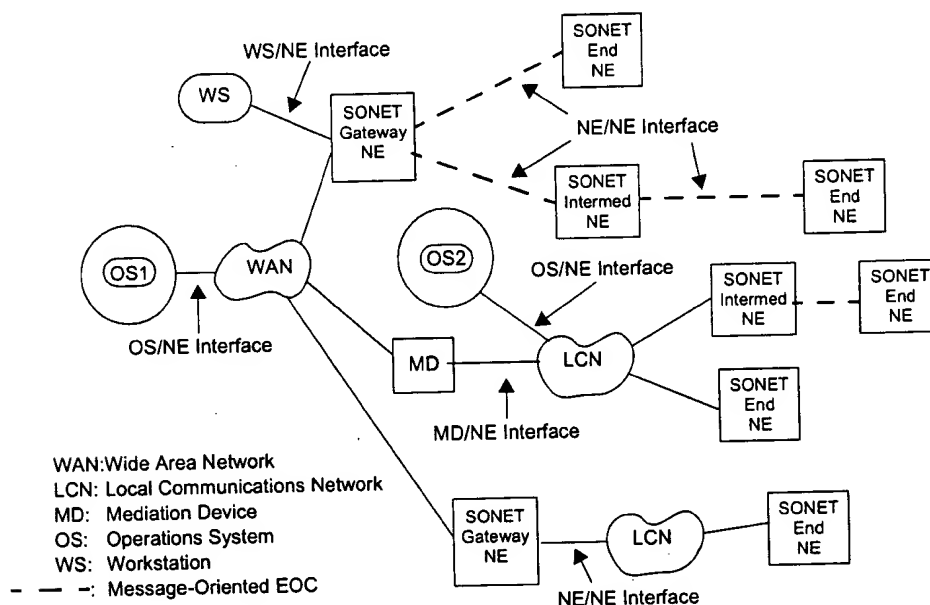 WS/NE Interface
SONET
End
NE
WS
SONET
Gateway
NE
NE/NE Interface
SONET
Intermed
NE
SONET
End
NE
OS1
WAN
OS2
OS/NE Interface
SONET
Intermed
NE
SONET
End
NE
OS/NE Interface
MD
LCN
SONET
End
NE
MD/NE Interface
WAN:Wide Area Network
LCN: Local Communications Network
MD: Mediation Device
OS: Operations System
WS: Workstation
– – –: Message-Oriented EOC
SONET
Gateway
NE
LCN
SONET
End
NE
NE/NE Interface